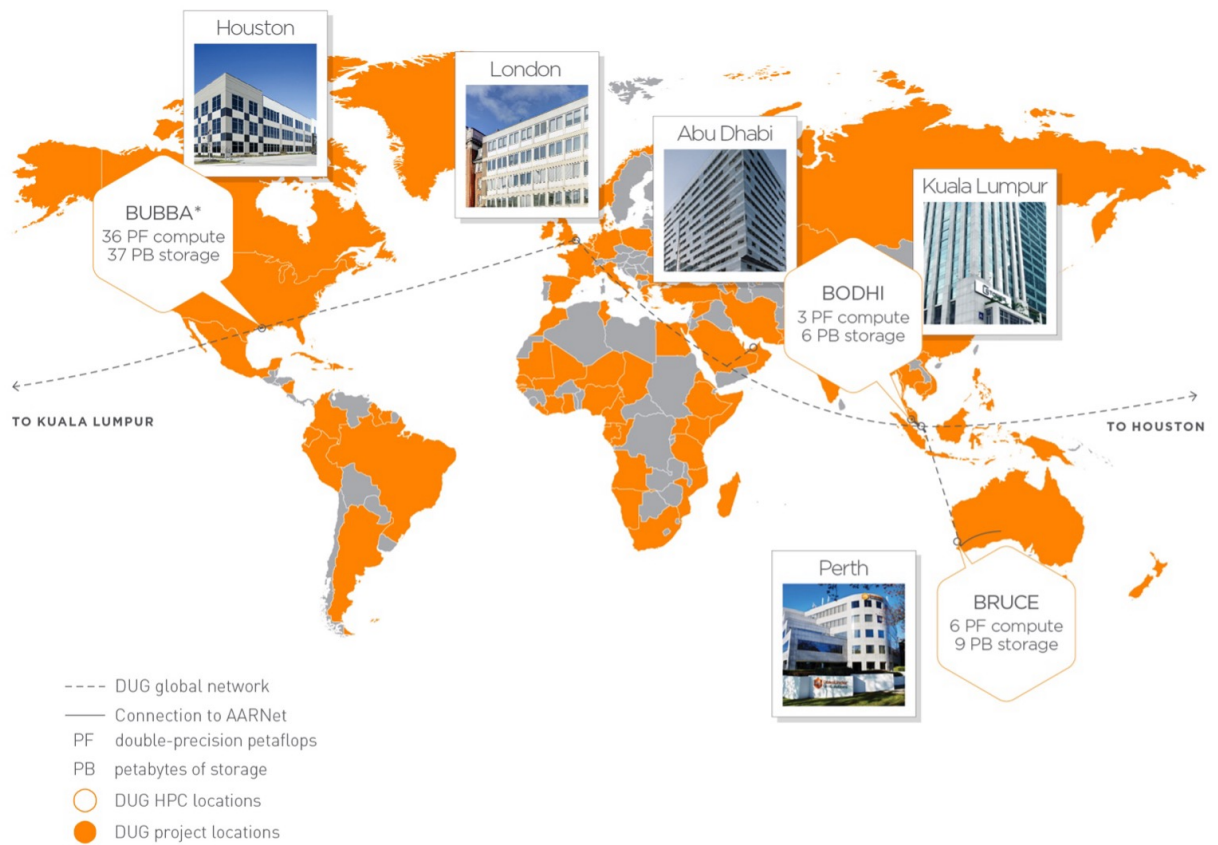 Houston
London
Abu Dhabi
Kuala Lumpur
BUBBA*
36 PF compute
37 PB storage
BODHI
3 PF compute
6 PB storage
TO KUALA LUMPUR
TO HOUSTON
Perth
BRUCE
6 PF compute
9 PB storage
DUG global network
Connection to AARNet
PF double-precision petaflops
PB petabytes of storage
DUG HPC locations
DUG project locations